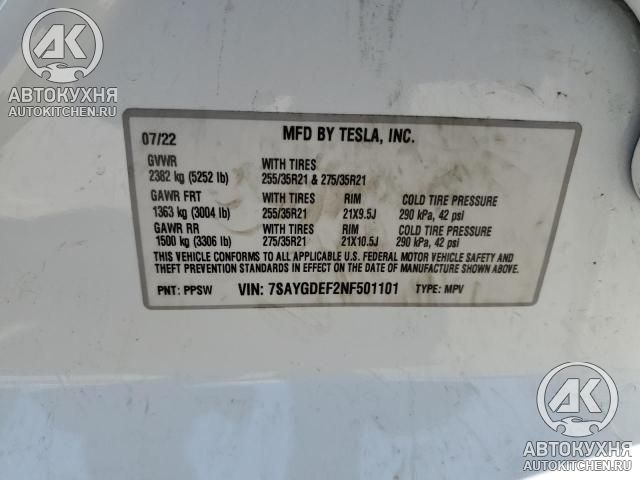 AK
АВТОКУХНЯ
AUTOKITCHEN.RU
07/22 MFD BY TESLA, INC.
GVWR WITH TIRES
2382 kg (5252 lb) 255/35R21 & 275/35R21
GAWR FRT WITH TIRES RIM COLD TIRE PRESSURE
1363 kg (3004 lb) 255/35R21 21X9.5J 290 kPa, 42 psi
GAWR RR WITH TIRES RIM COLD TIRE PRESSURE
1500 kg (3306 lb) 275/35R21 21X10.5J 290 kPa, 42 psi
THIS VEHICLE CONFORMS TO ALL APPLICABLE U.S. FEDERAL MOTOR VEHICLE SAFETY AND
THEFT PREVENTION STANDARDS IN EFFECT ON THE DATE OF MANUFACTURE SHOWN ABOVE.
PNT: PPSW VIN: 7SAYGDEF2NF501101 TYPE: MPV
AK
АВТОКУХНЯ
AUTOKITCHEN.RU